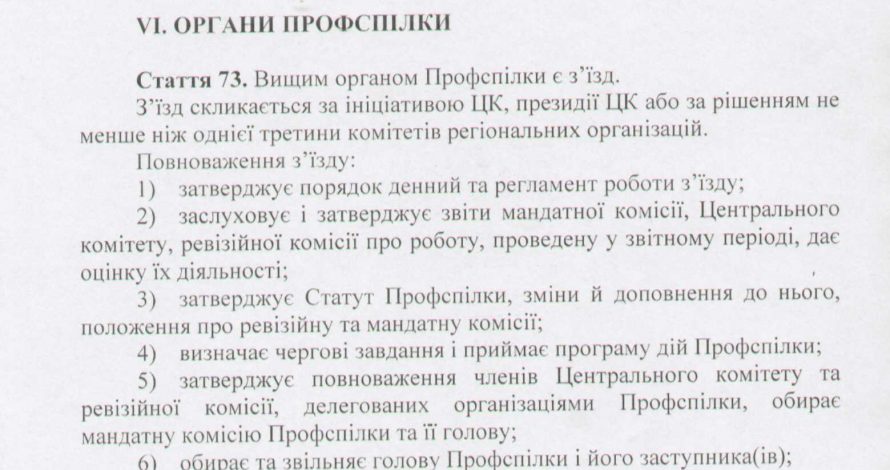 VI. ОРГАНИ ПРОФСПІЛКИ
Стаття 73. Вищим органом Профспілки є з’їзд.
З’їзд скликається за ініціативою ЦК, президії ЦК або за рішенням не
менше ніж однієї третини комітетів регіональних організацій.
Повноваження з’їзду:
1) затверджує порядок денний та регламент роботи з’їзду;
2) заслуховує і затверджує звіти мандатної комісії, Центрального
комітету, ревізійної комісії про роботу, проведену у звітному періоді, дає
оцінку їх діяльності;
3) затверджує Статут Профспілки, зміни й доповнення до нього,
положення про ревізійну та мандатну комісії;
4) визначає чергові завдання і приймає програму дій Профспілки;
5) затверджує повноваження членів Центрального комітету та
ревізійної комісії, делегованих організаціями Профспілки, обирає
мандатну комісію Профспілки та її голову;
6) обирає та звільняє голову Профспілки і його заступника(ів);